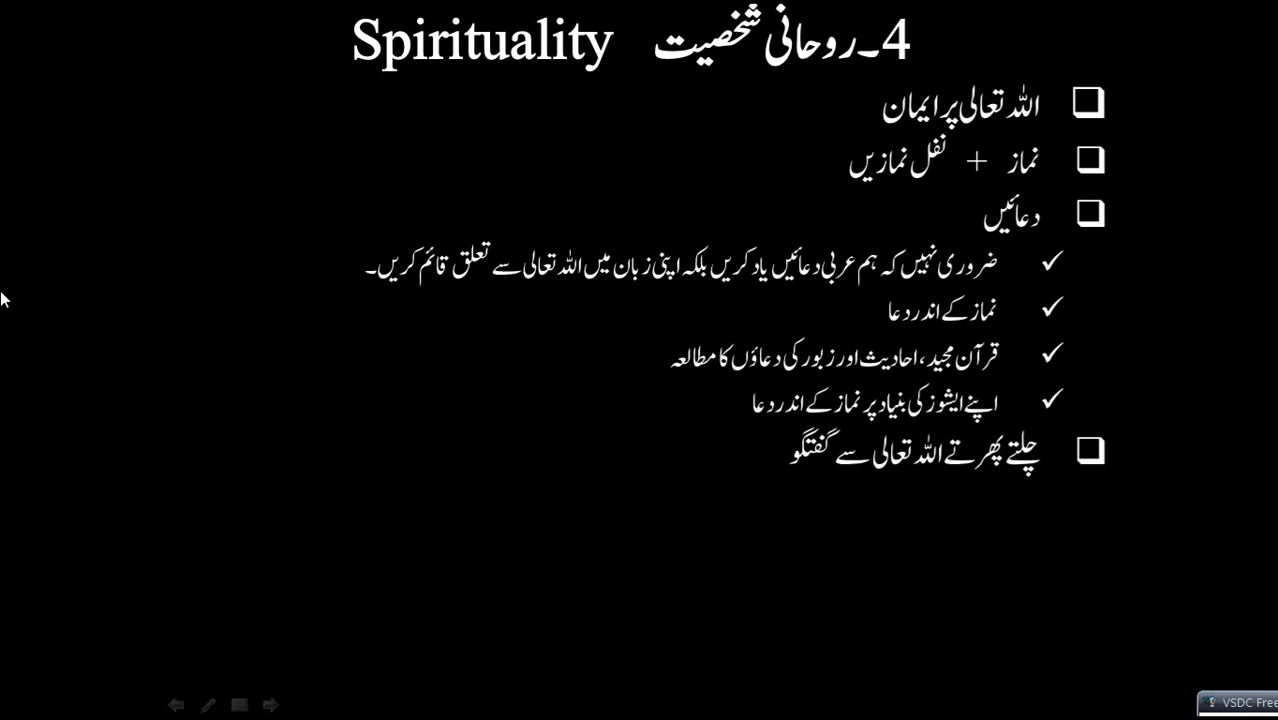 4۔روحانی شخصیت Spirituality
اللہ تعالی پر ایمان
نماز + نفل نمازیں
دعائیں
ضروری نہیں کہ ہم عربی دعائیں یاد کریں بلکہ اپنی زبان میں اللہ تعالی سے تعلق قائم کریں۔
نماز کے اندر دعا
قرآن مجید، احادیث اور زبور کی دعاؤں کا مطالعہ
اپنے ایشوز کی بنیاد پر نماز کے اندر دعا
چلتے پھرتے اللہ تعالی سے گفتگو
VSDC Free